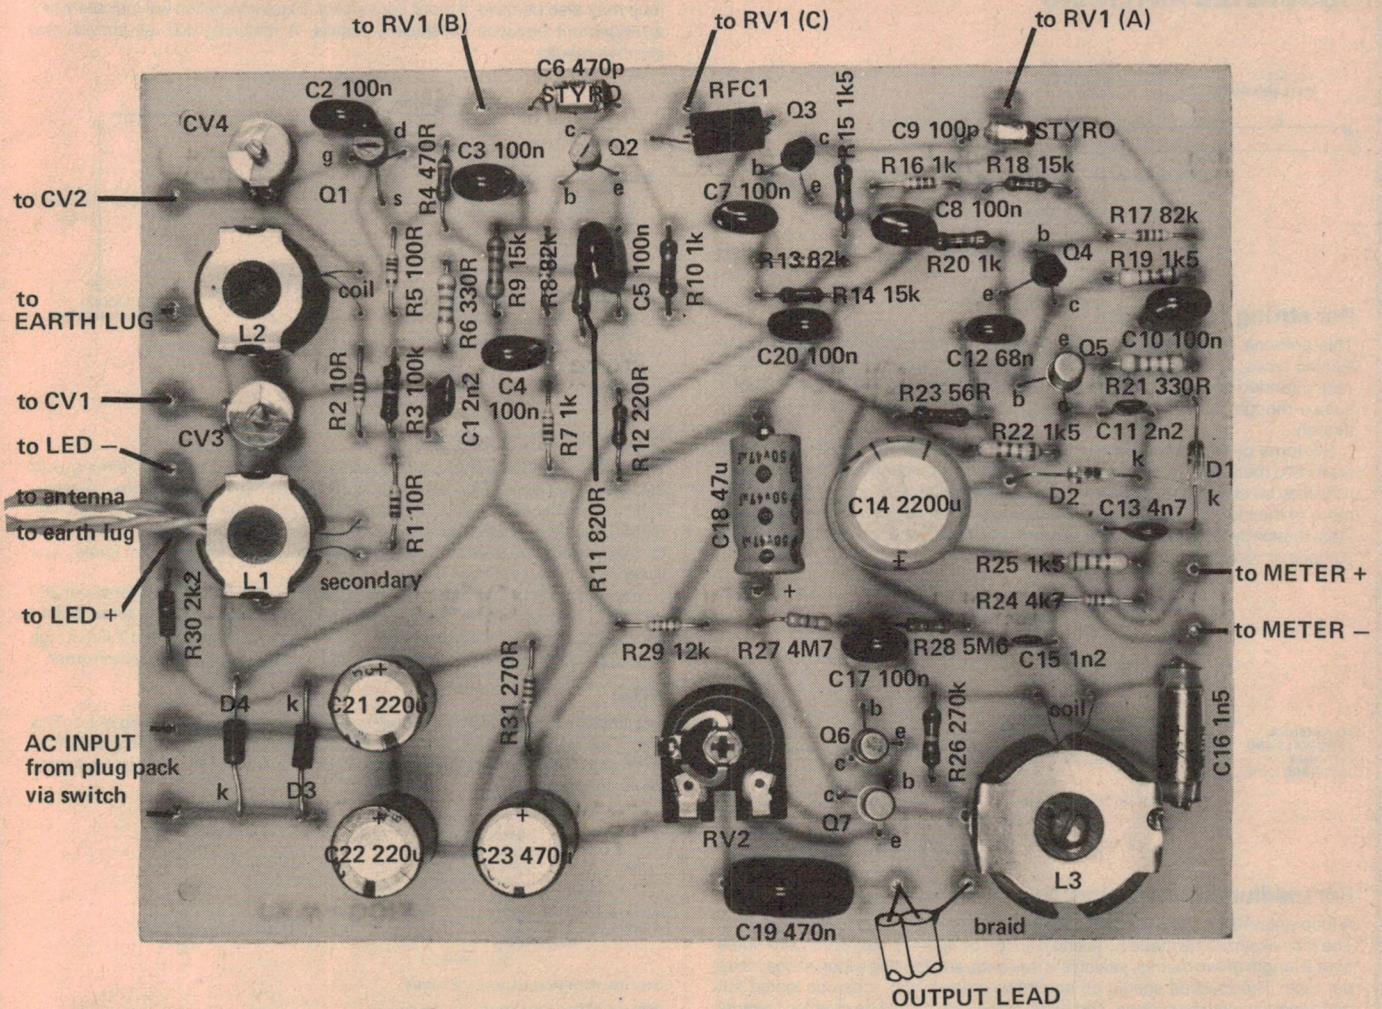 to RV1 (B)
to RV1 (C)
to RV1 (A)
C6 470p
STYRO
C2 100n
RFC1
Q3
CV4
d
g
Q1
s
R4 470R
C3 100n
c
Q2
b
e
c
b
e
R15 1k5
C9 100p
STYRO
R16 1k
R18 15k
C7 100n
C8 100n
R17 82k
b
Q4
R20 1k
R19 1k5
e
c
to CV2
R5 100R
R6 330R
R9 15k
R8 82k
C5 100n
R10 1k
R13 82k
R14 15k
coil
to
EARTH LUG
L2
C4
100n
C20 100n
C12 68n
C10 100n
e
Q5
b
R21 330R
R2 10R
R3 100k
C1 2n2
R7 1k
R12 220R
R23 56R
to CV1
CV3
R22 1k5
C11 2n2
k
D1
k
D2
to LED –
to antenna
to earth lug
R1 10R
R11 820R
C18 47u
50v47uf
50v47uf
50v47uf
+
C14 2200u
+
C13 4n7
R25 1k5
to METER +
L1
secondary
R24 4k7
to LED +
R30 2k2
to METER –
R29 12k
R27 4M7
R28 5M6
C15 1n2
C17 100n
R31 270R
+
C21 220u
D4
k
k
D3
b
Q6
e
c
R26 270k
coil
C16 1n5
AC INPUT
from plug pack
via switch
b
c
Q7
e
+
C22 220u
+
C23 470u
RV2
L3
C19 470n
braid
OUTPUT LEAD